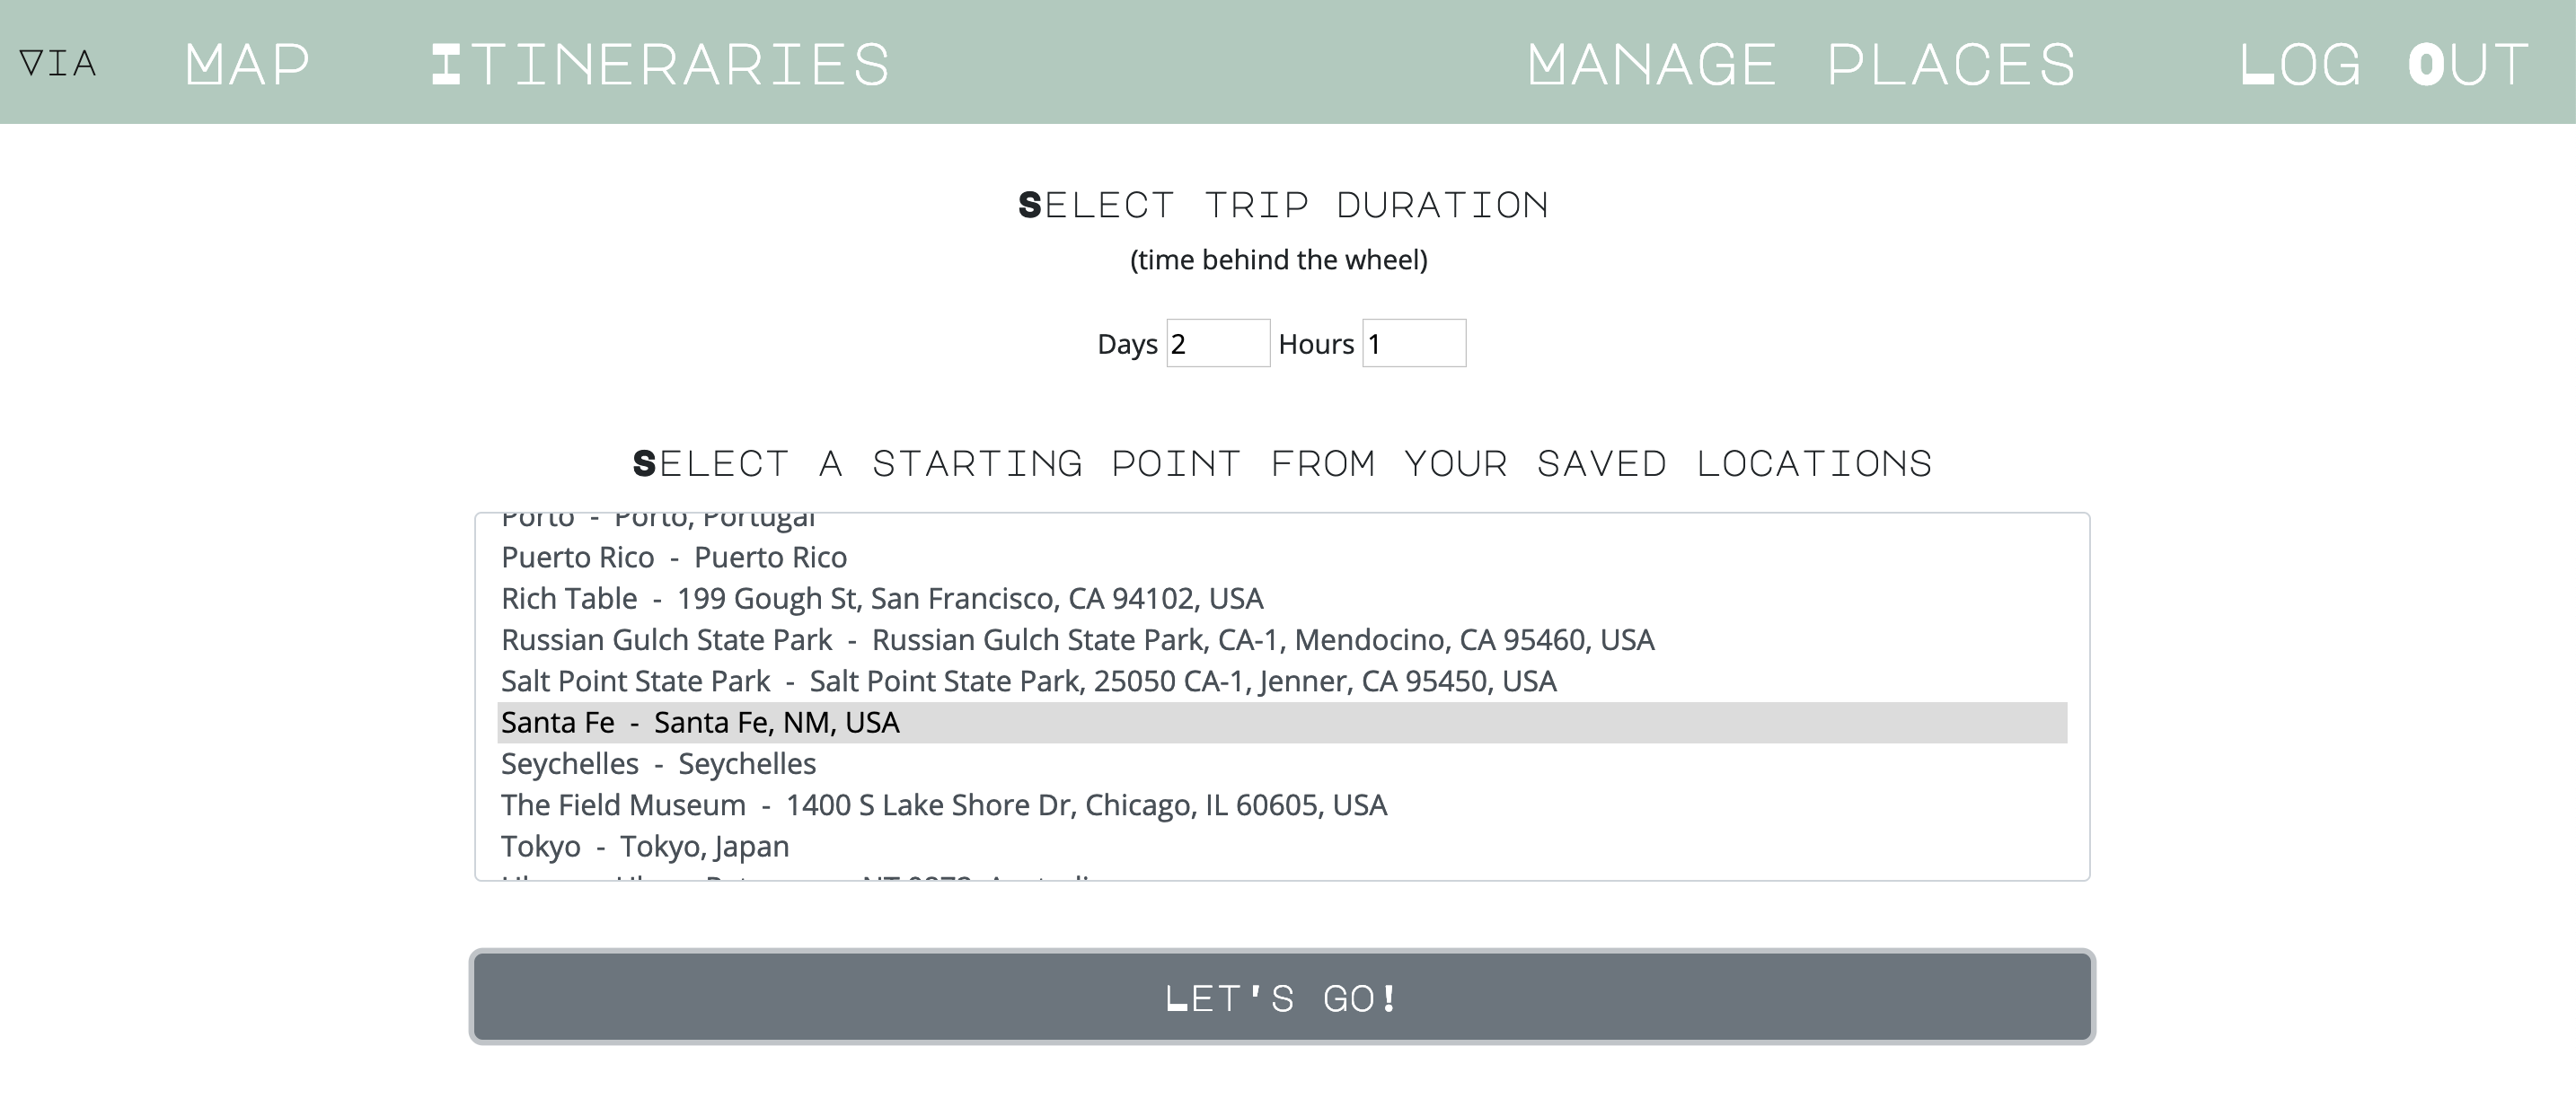 VIA MAP ITINERARIES MANAGE PLACES LOG OUT
SELECT TRIP DURATION
(time behind the wheel)
Days 2 Hours 1
SELECT A STARTING POINT FROM YOUR SAVED LOCATIONS
Porto - Porto, Portugal
Puerto Rico - Puerto Rico
Rich Table - 199 Gough St, San Francisco, CA 94102, USA
Russian Gulch State Park - Russian Gulch State Park, CA-1, Mendocino, CA 95460, USA
Salt Point State Park - Salt Point State Park, 25050 CA-1, Jenner, CA 95450, USA
Santa Fe - Santa Fe, NM, USA
Seychelles - Seychelles
The Field Museum - 1400 S Lake Shore Dr, Chicago, IL 60605, USA
Tokyo - Tokyo, Japan
LET'S GO!